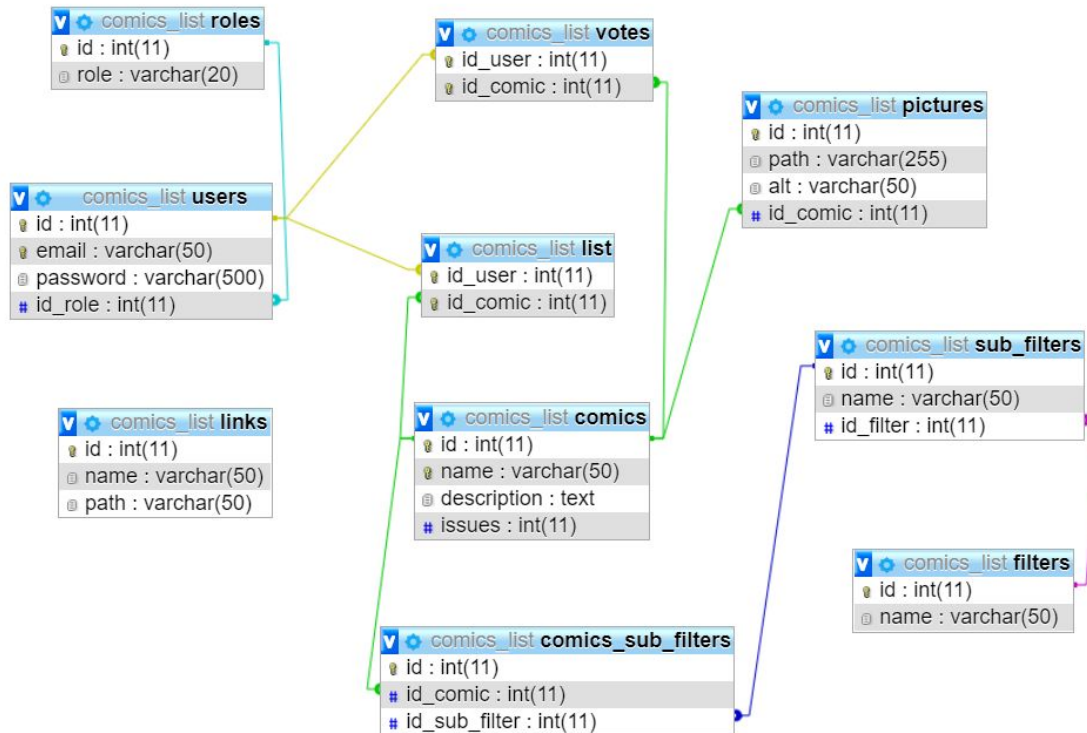 comics_list roles
id : int(11)
role : varchar(20)
comics_list votes
id_user : int(11)
id_comic : int(11)
comics_list pictures
id : int(11)
path : varchar(255)
alt : varchar(50)
id_comic : int(11)
comics_list users
id : int(11)
email : varchar(50)
password : varchar(500)
id_role : int(11)
comics_list list
id_user : int(11)
id_comic : int(11)
comics_list sub_filters
id : int(11)
name : varchar(50)
id_filter : int(11)
comics_list links
id : int(11)
name : varchar(50)
path : varchar(50)
comics_list comics
id : int(11)
name : varchar(50)
description : text
issues : int(11)
comics_list filters
id : int(11)
name : varchar(50)
comics_list comics_sub_filters
id : int(11)
id_comic : int(11)
id_sub_filter : int(11)